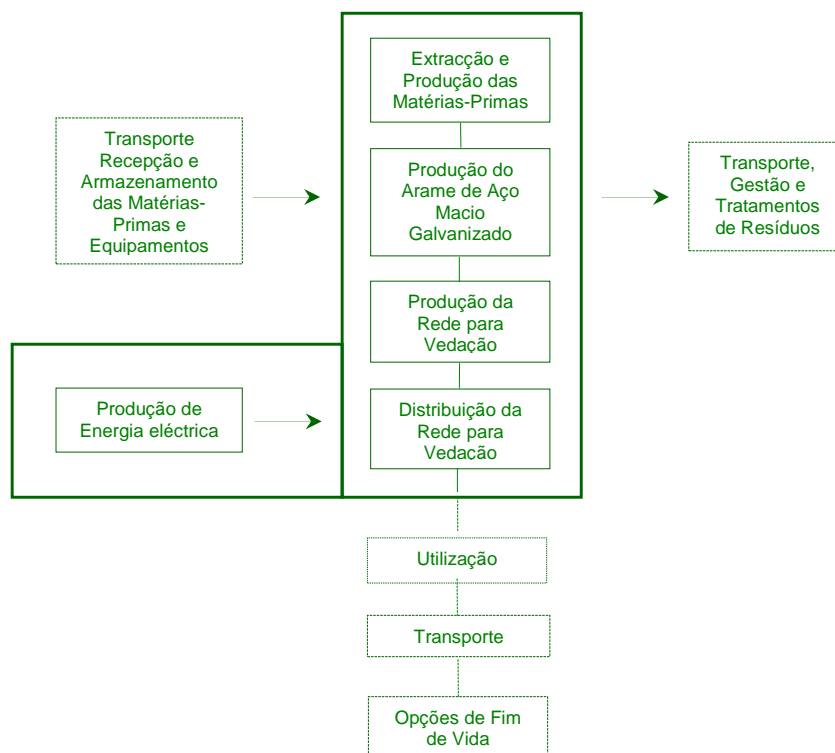 Extracção e
Produção das
Matérias-Primas
Transporte
Recepção e
Armazenamento
das Matérias-
Primas e
Equipamentos
Produção do
Arame de Aço
Macio
Galvanizado
Transporte,
Gestão e
Tratamentos
de Resíduos
Produção da
Rede para
Vedação
Produção de
Energia eléctrica
Distribuição da
Rede para
Vedacão
Utilização
Transporte
Opções de Fim
de Vida